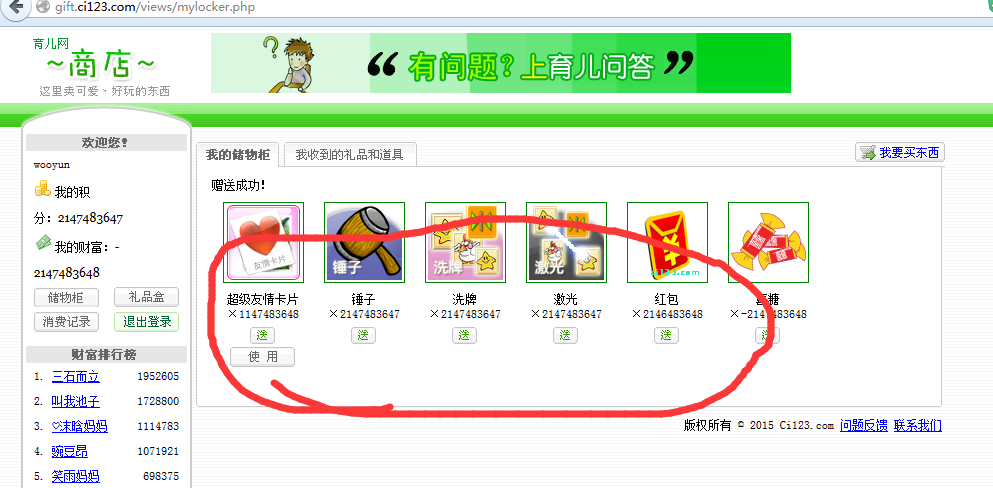 gift.ci123.com/views/mylocker.php
育儿网
~商店~
这里卖可爱、好玩的东西
“有问题？上育儿问答”
欢迎您!
wooyun
我的积
分：2147483647
我的财富：-
2147483648
储物柜 礼品盒
消费记录 退出登录
财富排行榜
1. 三石而立 1952605
2. 叫我池子 1728800
3. ♡沫晗妈妈 1114783
4. 豌豆昂 1071921
5. 笑雨妈妈 698375
我的储物柜 我收到的礼品和道具 我要买东西
赠送成功!
友情卡片 锤子 洗牌 激光 ci123.com
超级友情卡片 锤子 洗牌 激光 红包 喜糖
×1147483648 ×2147483647 ×2147483647 ×2147483647 ×2146483648 ×-2147483648
送 送 送 送 送 送
使 用
版权所有 © 2015 Ci123.com 问题反馈 联系我们